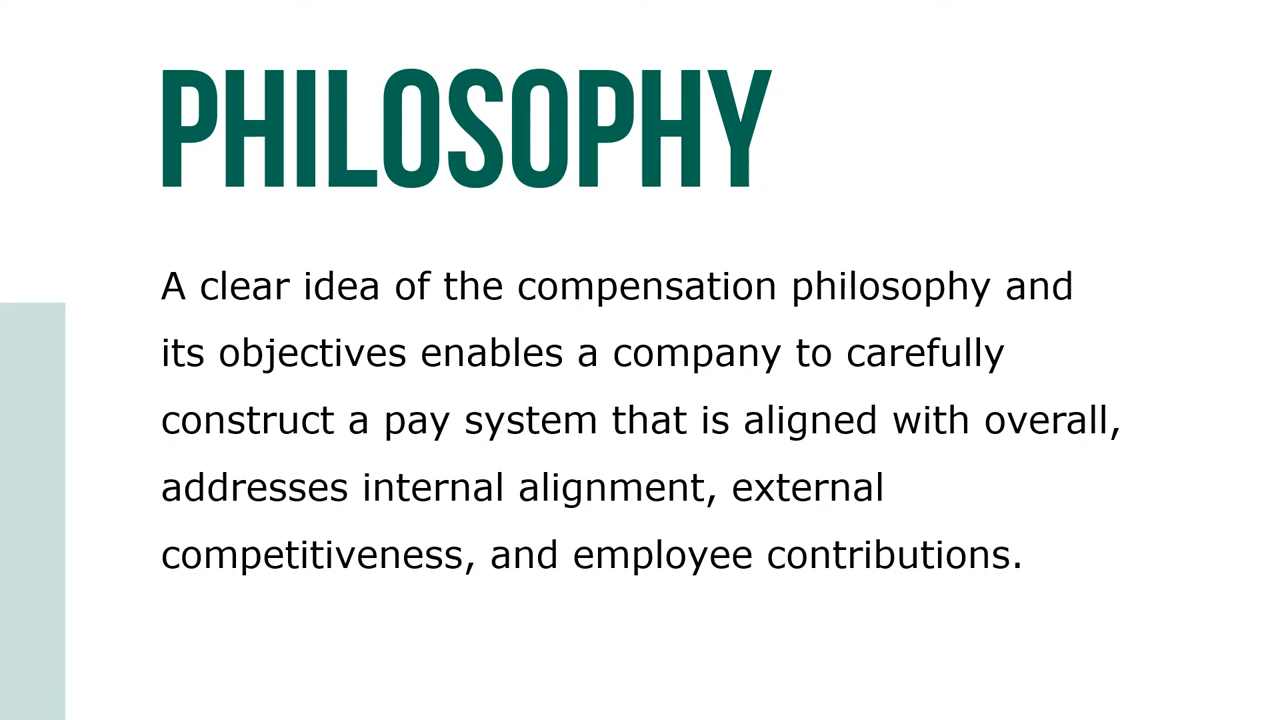 PHILOSOPHY
A clear idea of the compensation philosophy and
its objectives enables a company to carefully
construct a pay system that is aligned with overall,
addresses internal alignment, external
competitiveness, and employee contributions.